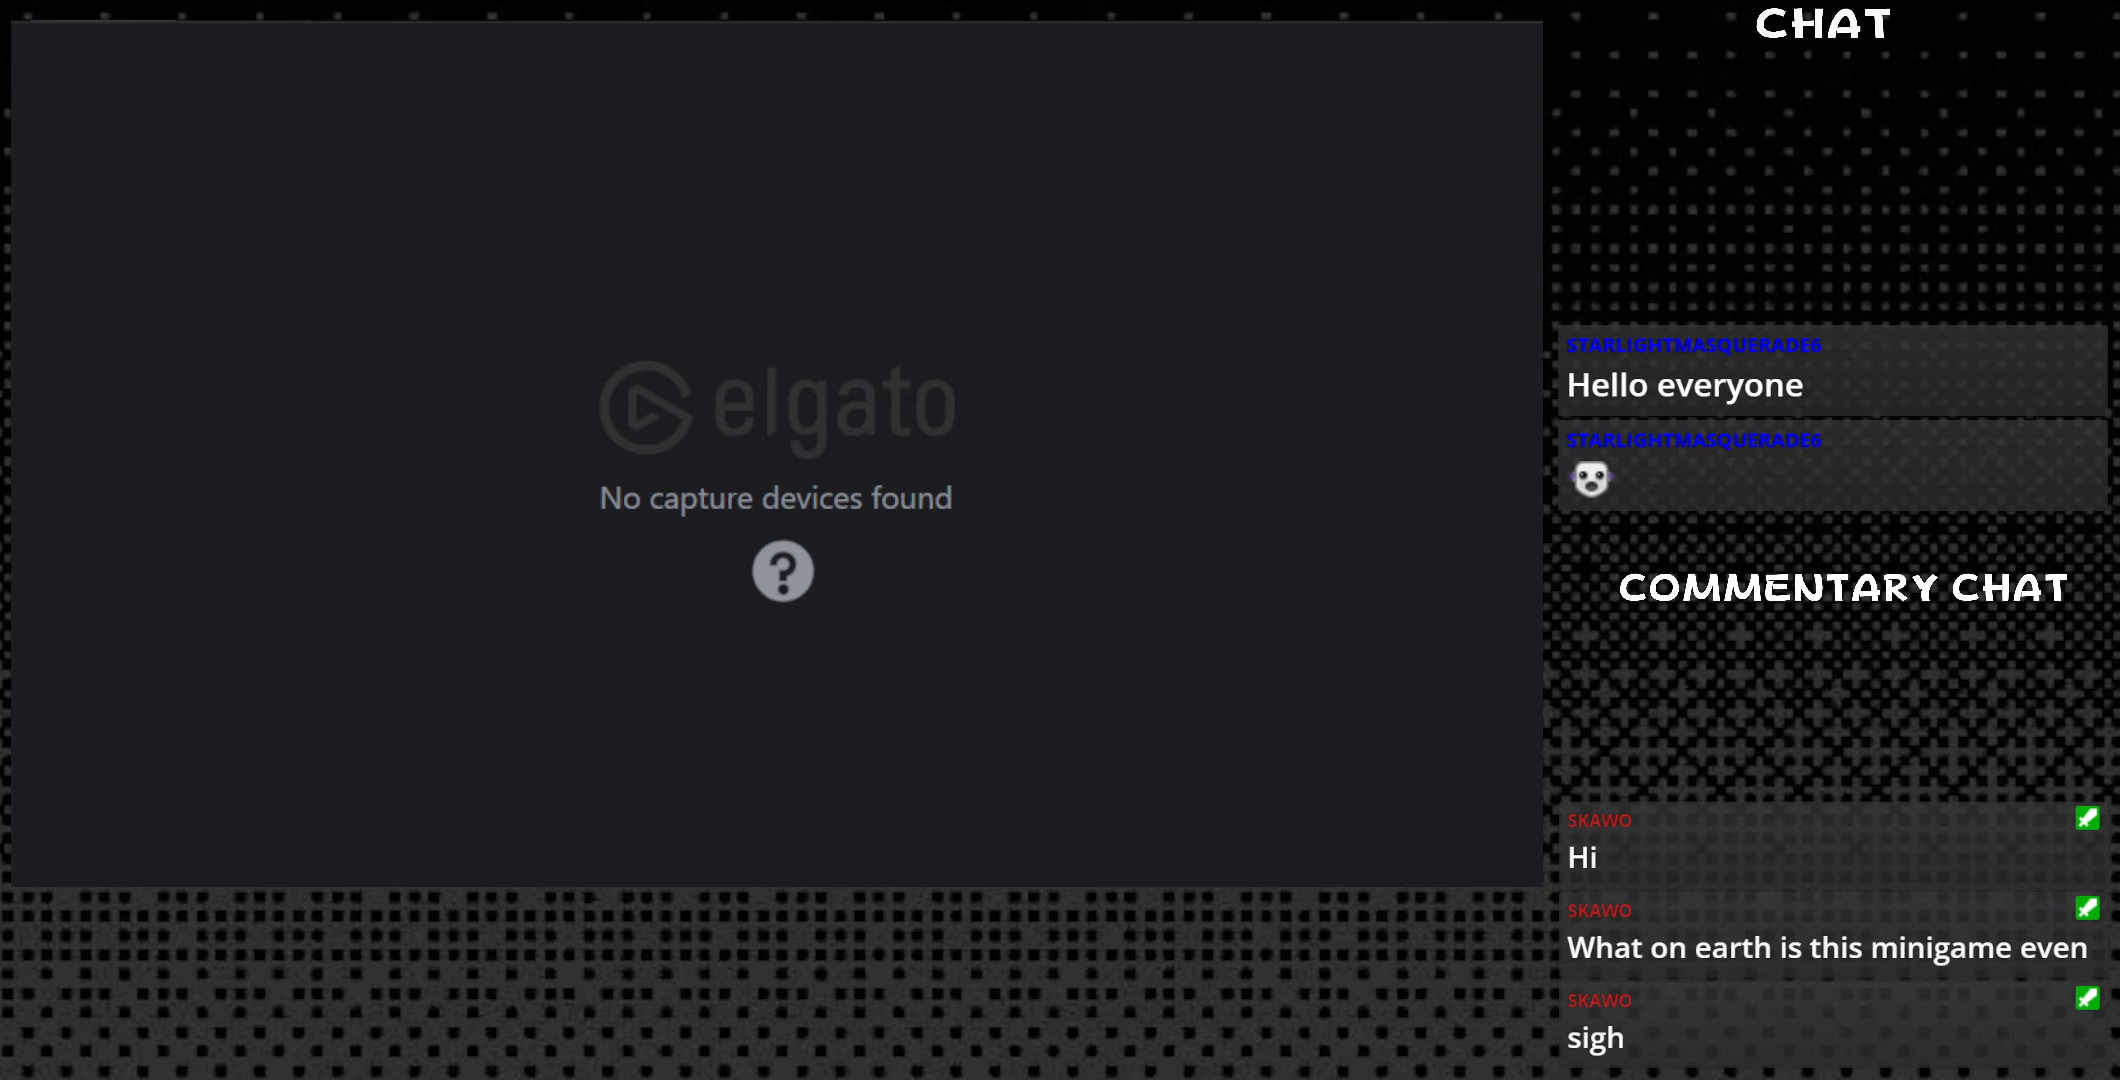 CHAT
elgato
No capture devices found
?
STARLIGHTMASQUERADE6
Hello everyone
STARLIGHTMASQUERADE6
COMMENTARY CHAT
SKAWO
Hi
SKAWO
What on earth is this minigame even
SKAWO
sigh